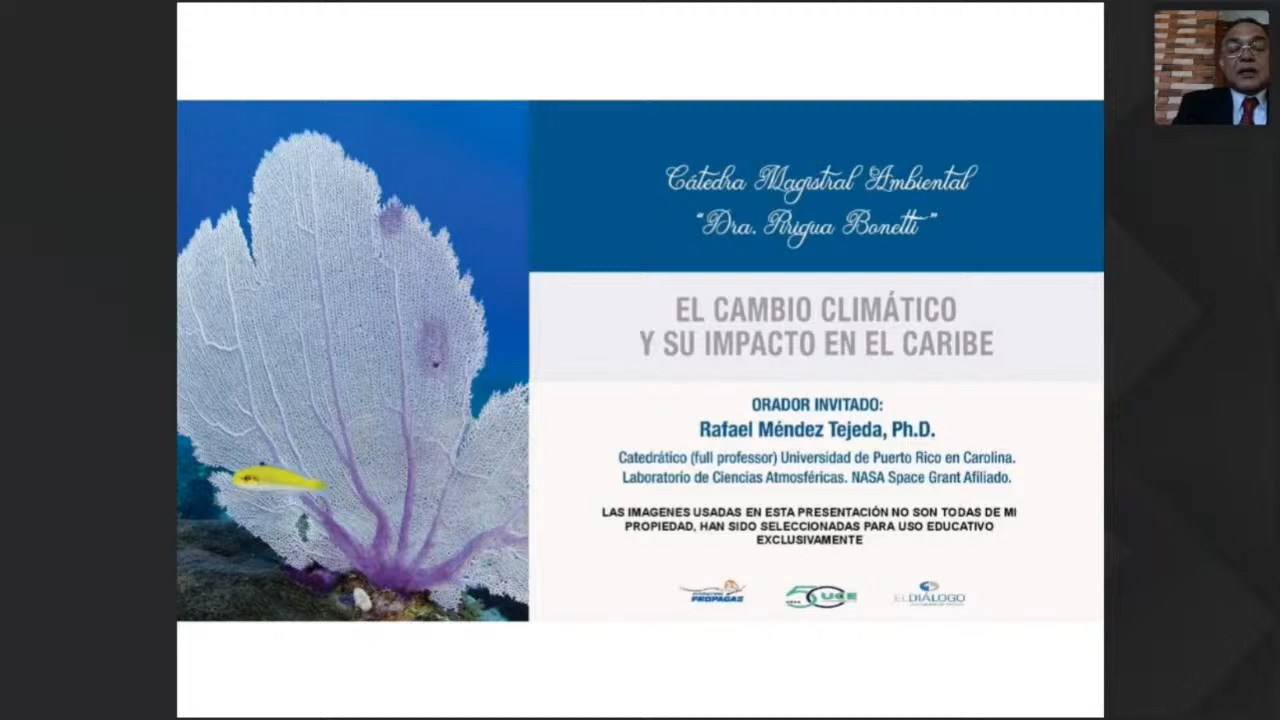 Cátedra Magistral Ambiental
“Dra. Pirigua Bonetti”
EL CAMBIO CLIMÁTICO
Y SU IMPACTO EN EL CARIBE
ORADOR INVITADO:
Rafael Méndez Tejeda, Ph.D.
Catedrático (full professor) Universidad de Puerto Rico en Carolina.
Laboratorio de Ciencias Atmosféricas. NASA Space Grant Afiliado.
LAS IMAGENES USADAS EN ESTA PRESENTACIÓN NO SON TODAS DE MI
PROPIEDAD, HAN SIDO SELECCIONADAS PARA USO EDUCATIVO
EXCLUSIVAMENTE
PROPAGAS
50 UCE
EL DIÁLOGO